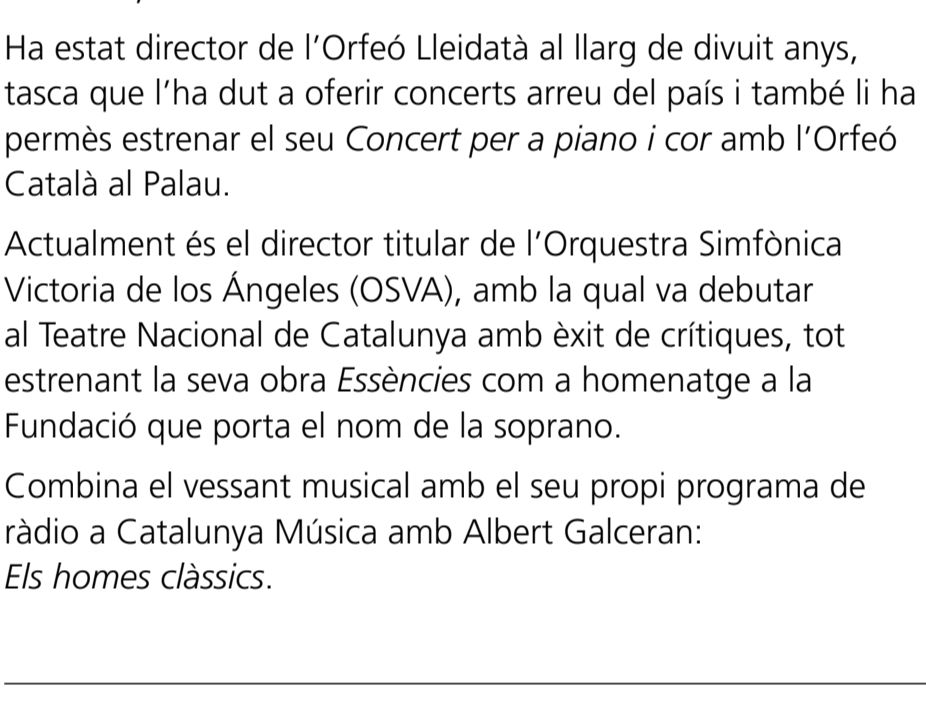 Ha estat director de l’Orfeó Lleidatà al llarg de divuit anys,
tasca que l’ha dut a oferir concerts arreu del país i també li ha
permès estrenar el seu Concert per a piano i cor amb l’Orfeó
Català al Palau.
Actualment és el director titular de l’Orquestra Simfònica
Victoria de los Ángeles (OSVA), amb la qual va debutar
al Teatre Nacional de Catalunya amb èxit de crítiques, tot
estrenant la seva obra Essències com a homenatge a la
Fundació que porta el nom de la soprano.
Combina el vessant musical amb el seu propi programa de
ràdio a Catalunya Música amb Albert Galceran:
Els homes clàssics.